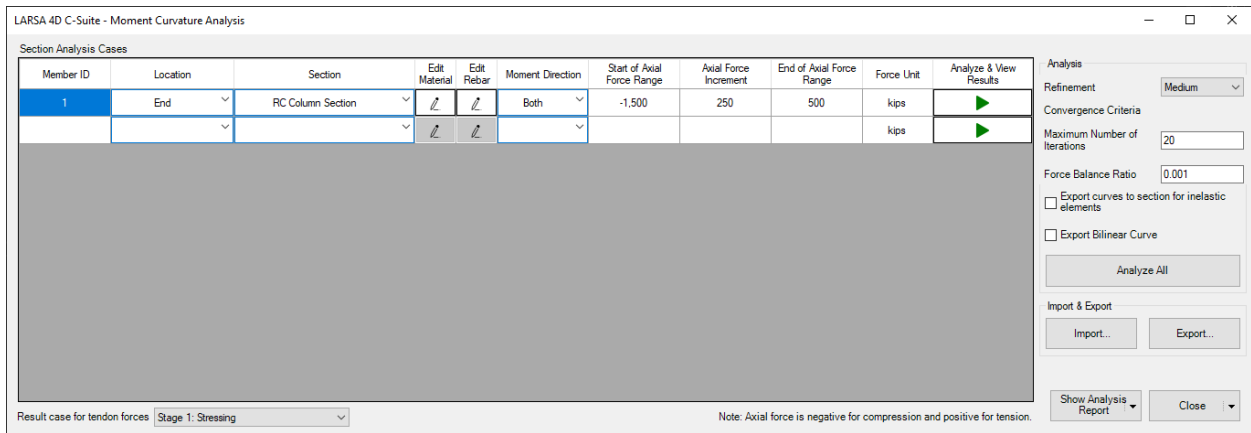 LARSA 4D C-Suite - Moment Curvature Analysis
Section Analysis Cases
Member ID
Location
Section
Edit
Material
Edit
Rebar
Moment Direction
Start of Axial
Force Range
Axial Force
Increment
End of Axial Force
Range
Force Unit
Analyze & View
Results
1
End
RC Column Section
Both
-1,500
250
500
kips
kips
Analysis
Refinement
Medium
Convergence Criteria
Maximum Number of
Iterations
20
Force Balance Ratio
0.001
Export curves to section for inelastic
elements
Export Bilinear Curve
Analyze All
Import & Export
Import...
Export...
Result case for tendon forces
Stage 1: Stressing
Note: Axial force is negative for compression and positive for tension.
Show Analysis
Report
Close